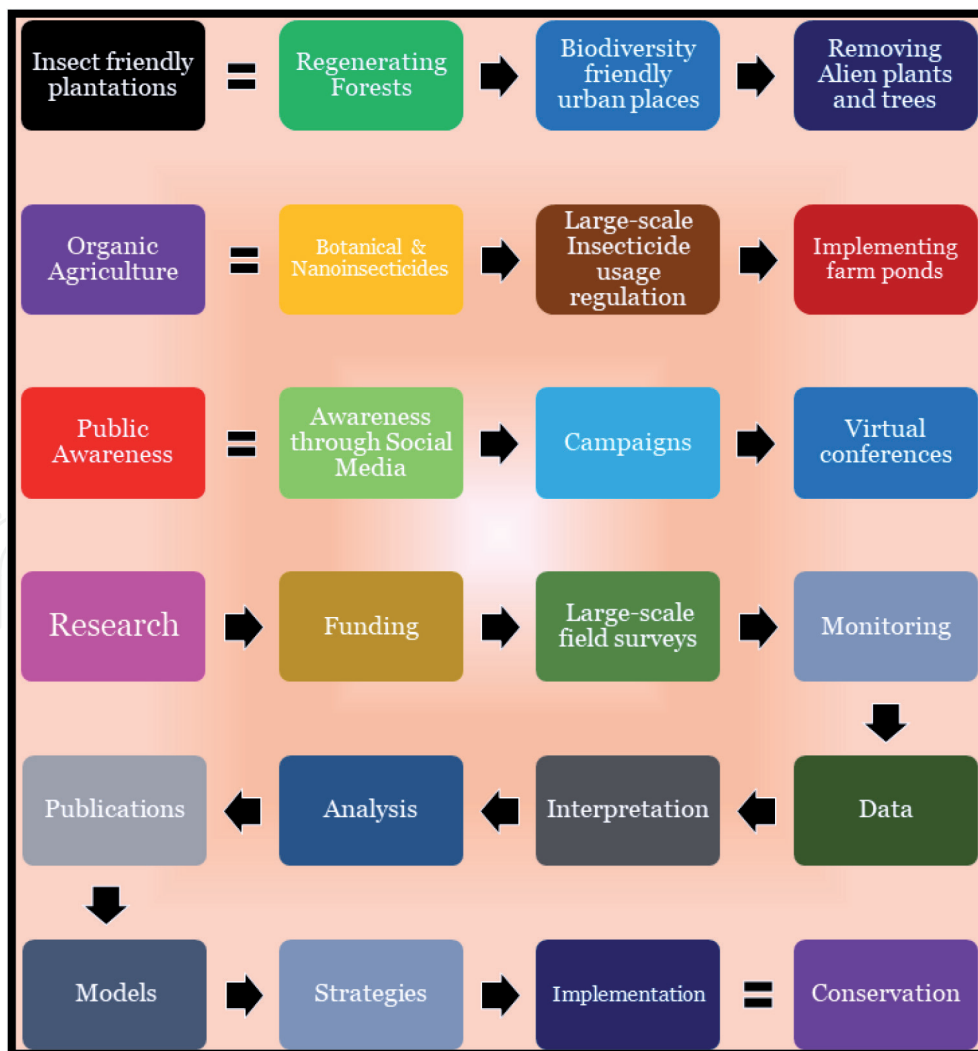 Insect friendly
plantations
=
Regenerating
Forests
Biodiversity
friendly
urban places
Removing
Alien plants
and trees
Organic
Agriculture
=
Botanical &
Nanoinsecticides
Large-scale
Insecticide
usage
regulation
Implementing
farm ponds
Public
Awareness
=
Awareness
through Social
Media
Campaigns
Virtual
conferences
Research
Funding
Large-scale
field surveys
Monitoring
Publications
Analysis
Interpretation
Data
Models
Strategies
Implementation
=
Conservation